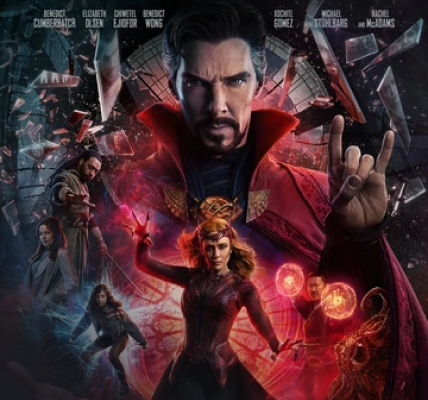 BENEDICT ELIZABETH CHIWETEL BENEDICT XOCHITL MICHAEL RACHEL
CUMBERBATCH OLSEN EJIOFOR WONG GOMEZ STUHLBARG AND McADAMS